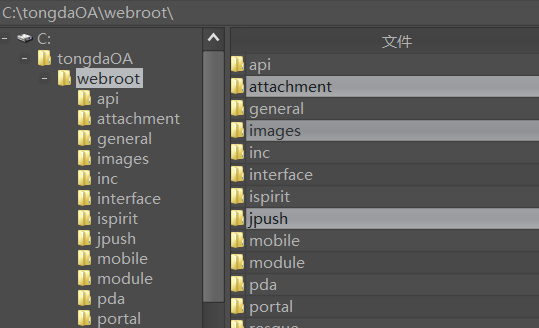 C:\tongdaOA\webroot\
C:
tongdaOA
webroot
api
attachment
general
images
inc
interface
ispirit
jpush
mobile
module
pda
portal
文件
api
attachment
general
images
inc
interface
ispirit
jpush
mobile
module
pda
portal